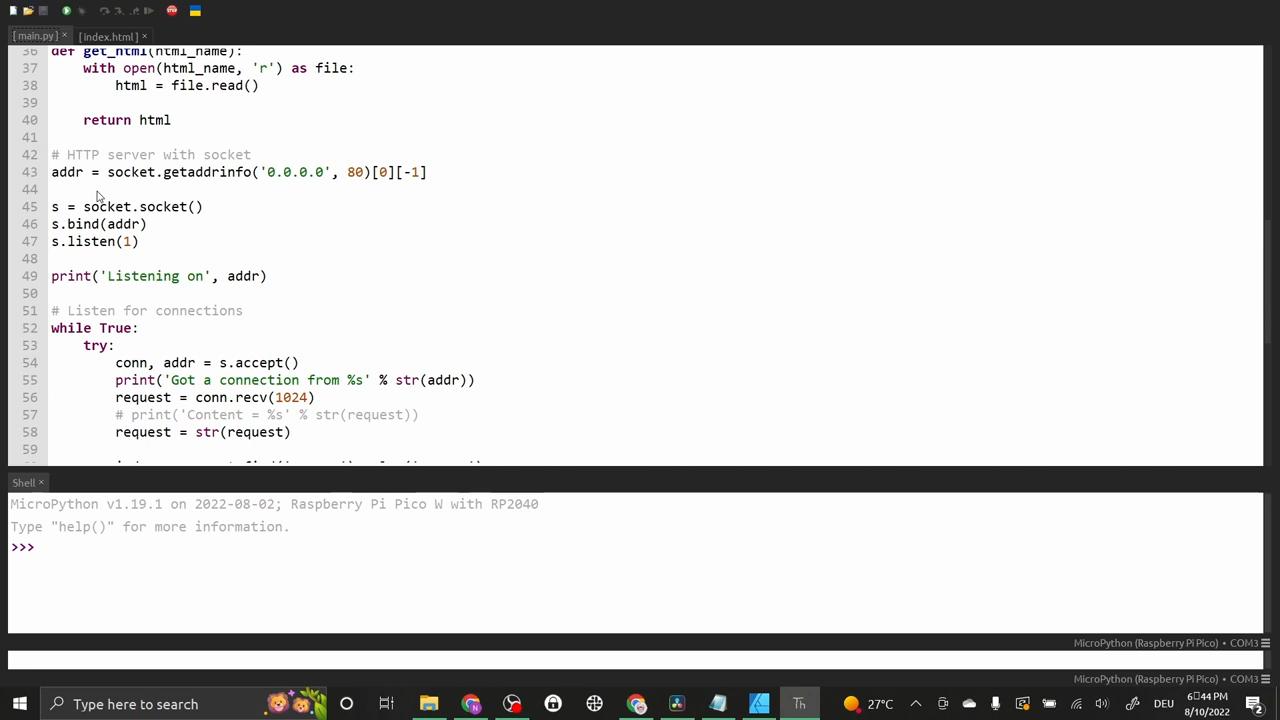 STOP
[ main.py ] ×
[ index.html ] ×
36 def get_html(html_name):
37 with open(html_name, 'r') as file:
38 html = file.read()
39
40 return html
41
42 # HTTP server with socket
43 addr = socket.getaddrinfo('0.0.0.0', 80)[0][-1]
44
45 s = socket.socket()
46 s.bind(addr)
47 s.listen(1)
48
49 print('Listening on', addr)
50
51 # Listen for connections
52 while True:
53 try:
54 conn, addr = s.accept()
55 print('Got a connection from %s' % str(addr))
56 request = conn.recv(1024)
57 # print('Content = %s' % str(request))
58 request = str(request)
59
Shell ×
MicroPython v1.19.1 on 2022-08-02; Raspberry Pi Pico W with RP2040
Type "help()" for more information.
>>>
MicroPython (Raspberry Pi Pico) • COM3
MicroPython (Raspberry Pi Pico) • COM3
Type here to search
Th
27°C
DEU
6:44 PM
8/10/2022
2